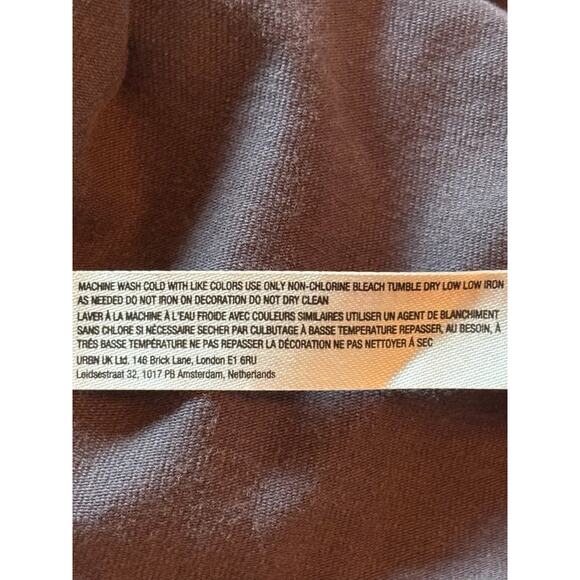 MACHINE WASH COLD WITH LIKE COLORS USE ONLY NON-CHLORINE BLEACH TUMBLE DRY LOW LOW IRON
AS NEEDED DO NOT IRON ON DECORATION DO NOT DRY CLEAN
LAVER À LA MACHINE À L'EAU FROIDE AVEC COULEURS SIMILAIRES UTILISER UN AGENT DE BLANCHIMENT
SANS CHLORE SI NÉCESSAIRE SECHER PAR CULBUTAGE À BASSE TEMPERATURE REPASSER, AU BESOIN, À
TRÉS BASSE TEMPÉRATURE NE PAS REPASSER LA DÉCORATION NE PAS NETTOYER À SEC
URBN UK Ltd. 146 Brick Lane, London E1 6RU
Leidsestraat 32, 1017 PB Amsterdam, Netherlands